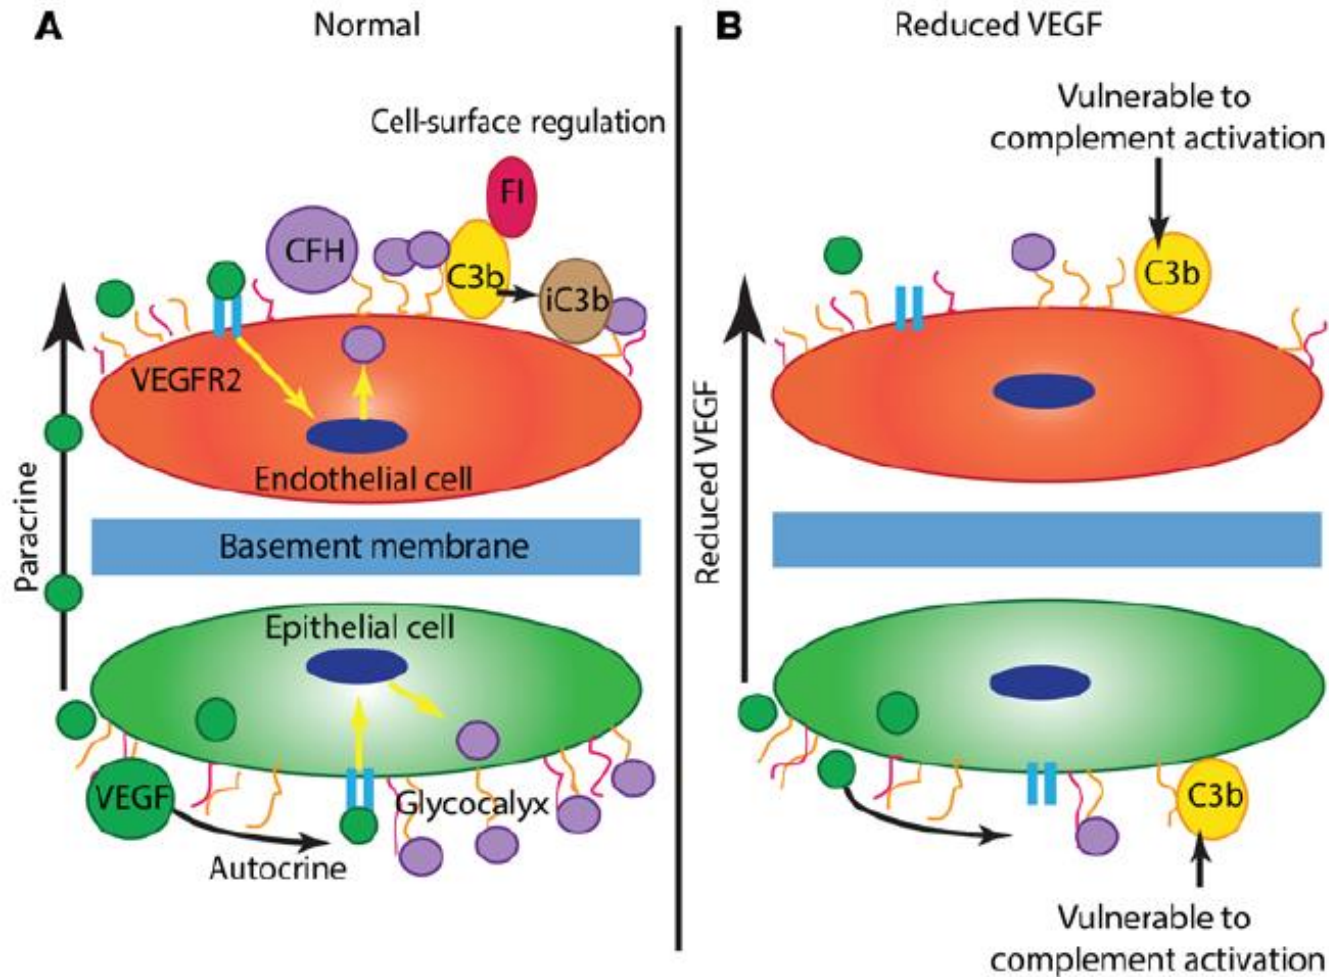 A
Normal
Cell-surface regulation
FI
CFH
C3b
iC3b
VEGFR2
Endothelial cell
Paracrine
Basement membrane
Epithelial cell
VEGF
Glycocalyx
Autocrine
B
Reduced VEGF
Vulnerable to
complement activation
C3b
Reduced VEGF
C3b
Vulnerable to
complement activation